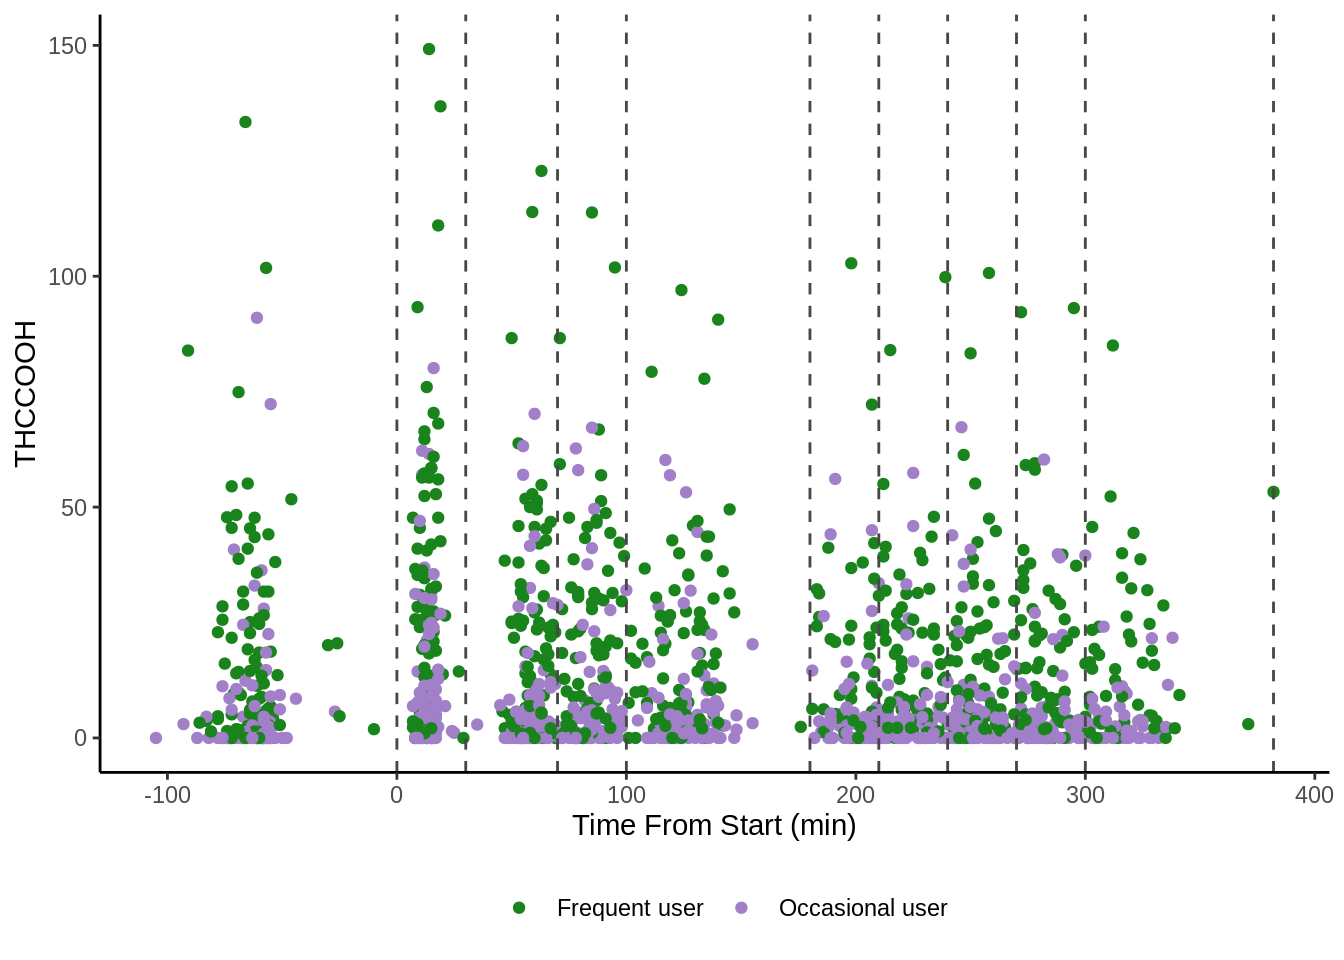 150
100
50
0
THCCOOH
-100 0 100 200 300 400
Time From Start (min)
Frequent user Occasional user